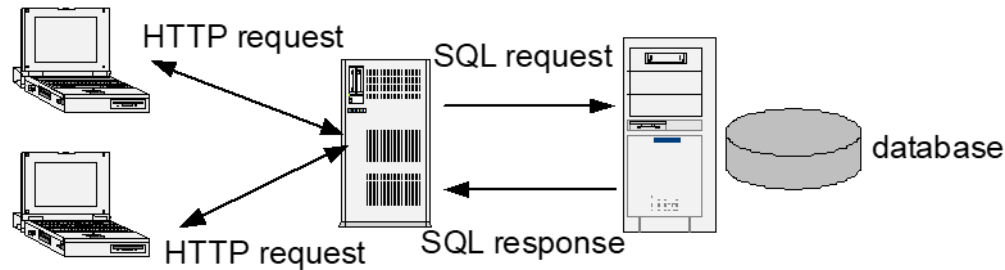 HTTP request
SQL request
database
HTTP request
SQL response